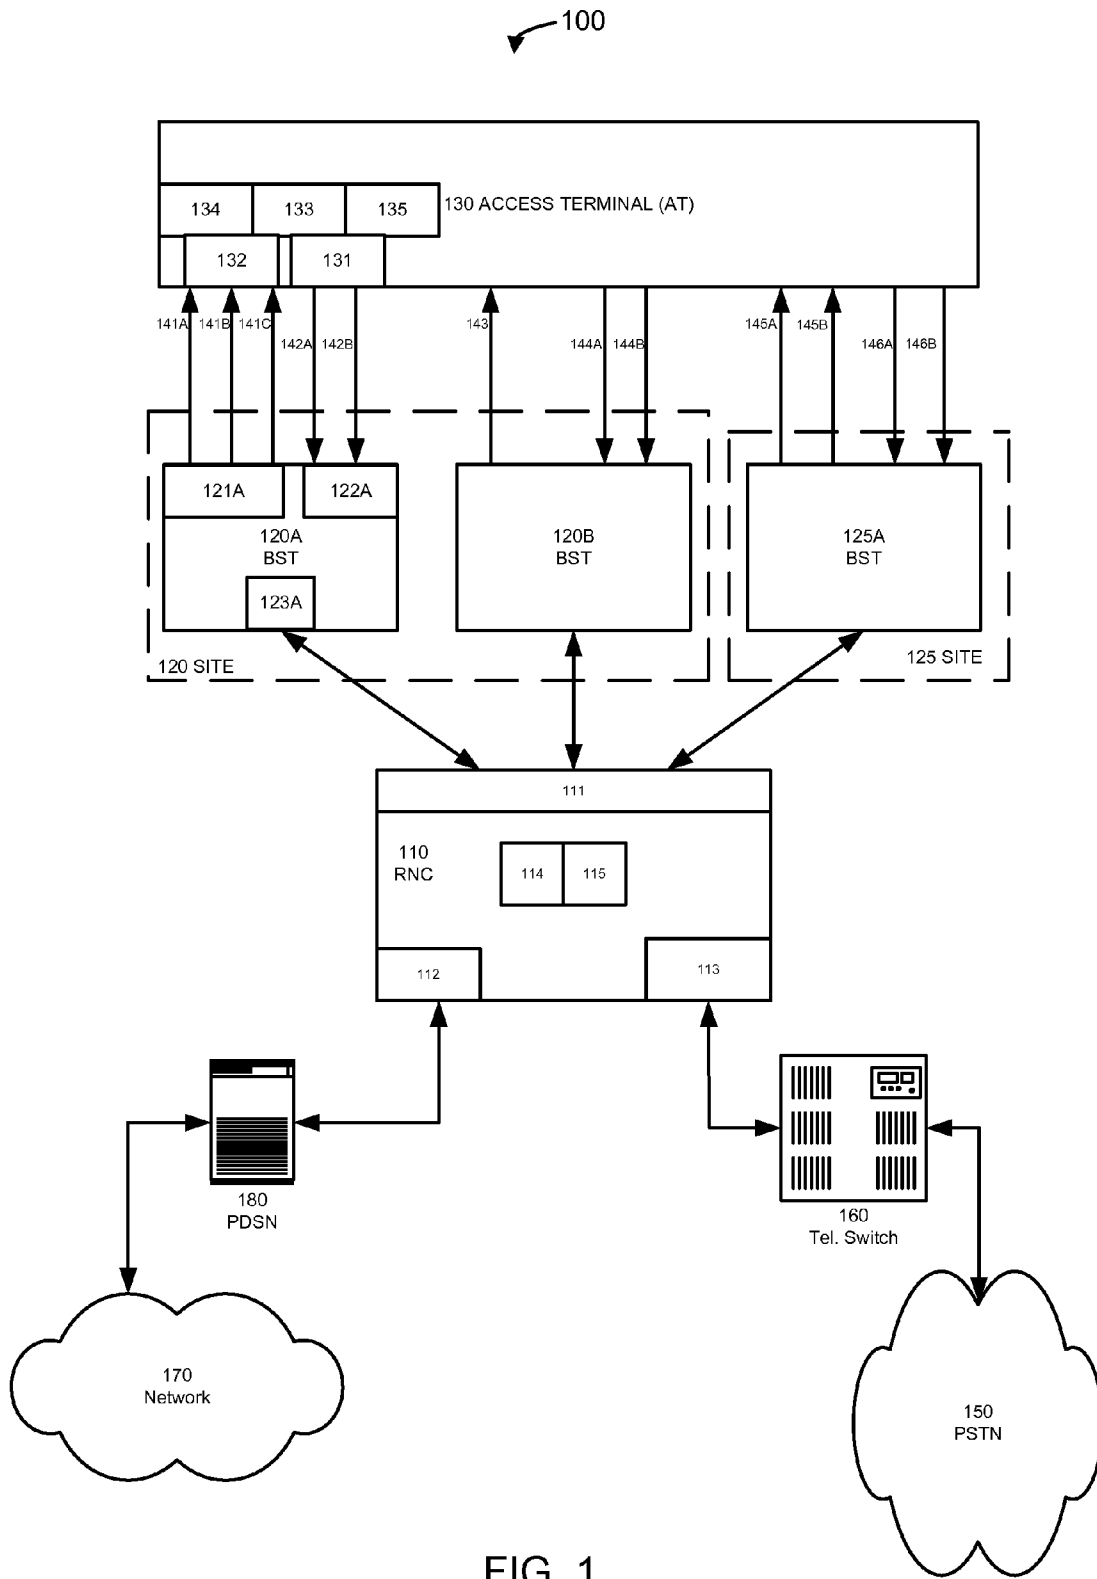 100
134
133
135
130 ACCESS TERMINAL (AT)
132
131
141A
141B
141C
143
145A
145B
142A
142B
144A
144B
146A
146B
121A
122A
120A
BST
120B
BST
125A
BST
123A
120 SITE
125 SITE
111
110
RNC
114
115
112
113
180
PDSN
160
Tel. Switch
170
Network
150
PSTN
FIG. 1